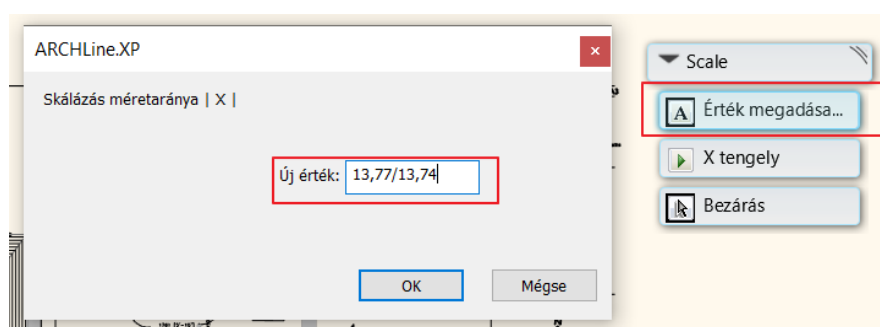 ARCHLine.XP
Skálázás méretaránya | X |
Új érték: 13,77/13,74
OK
Mégse
Scale
A Érték megadása...
X tengely
Bezárás